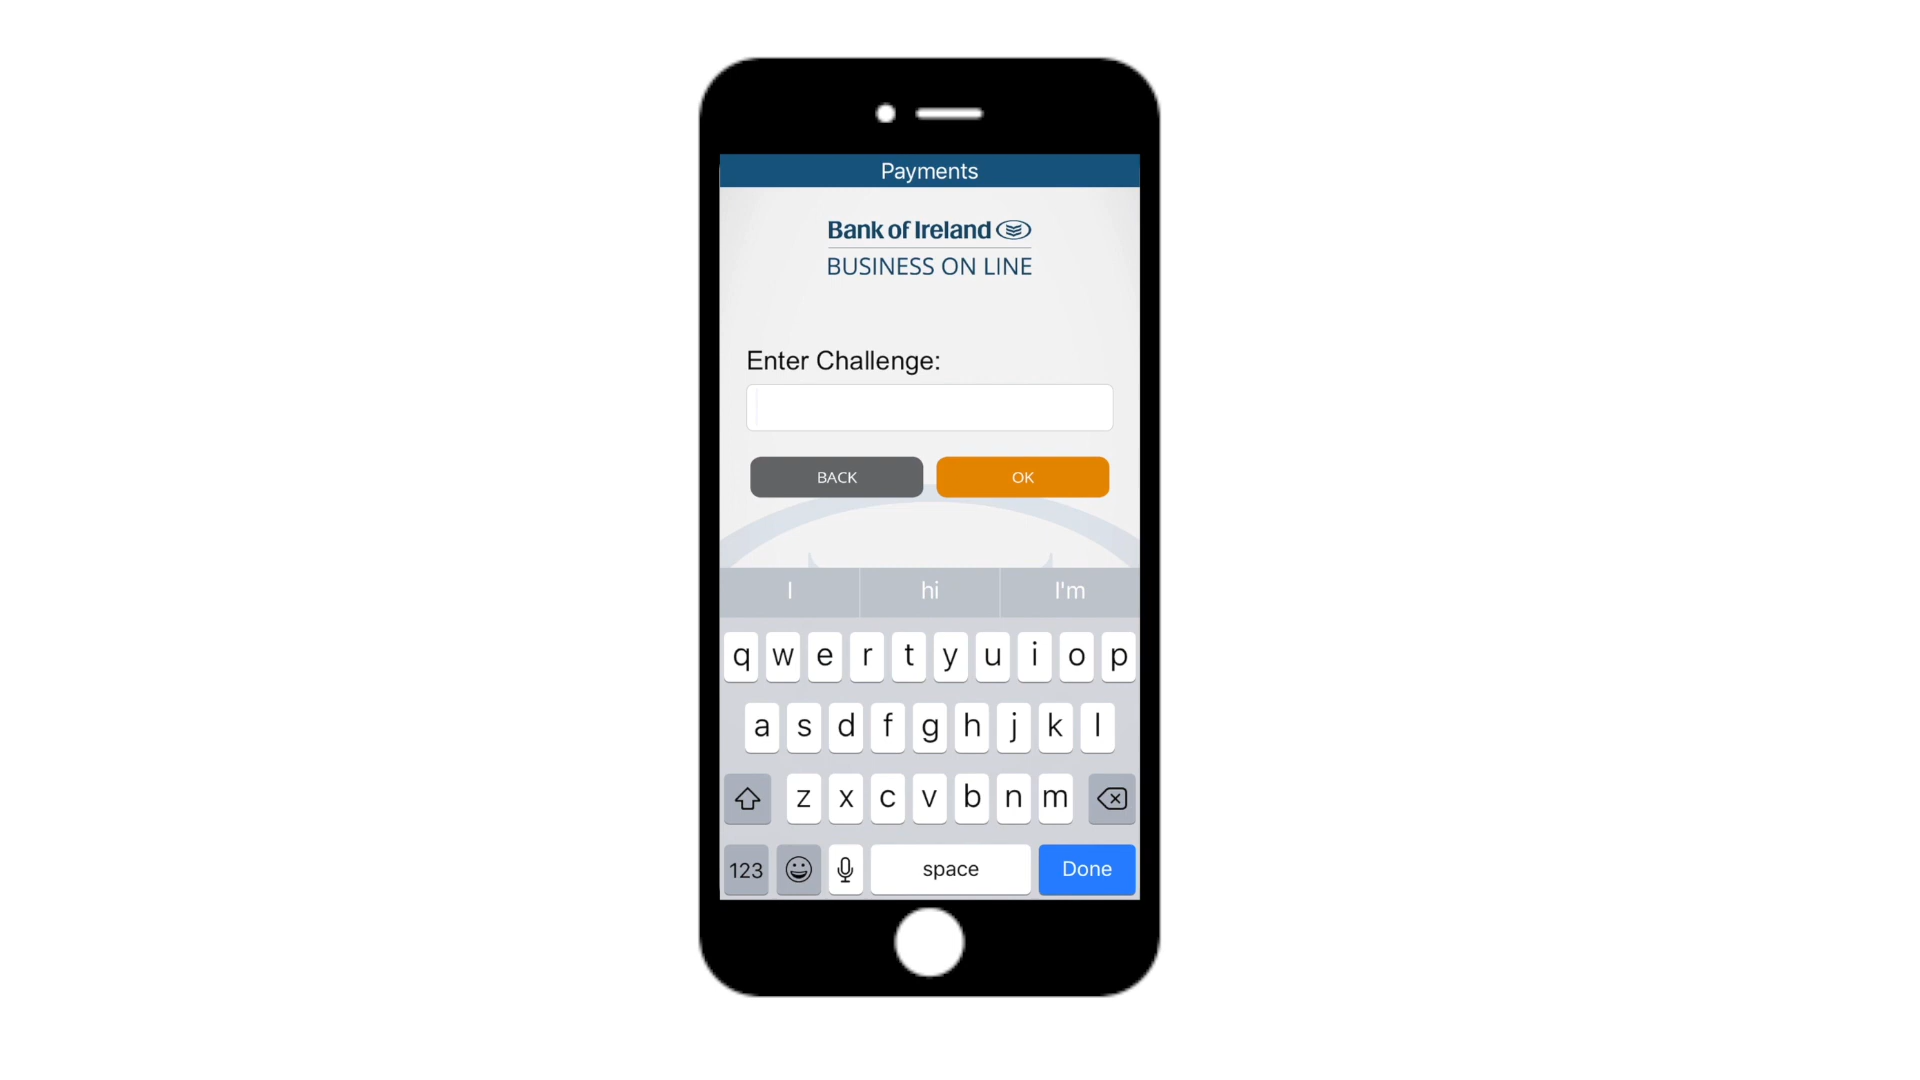 Payments
Bank of Ireland
BUSINESS ON LINE
Enter Challenge:
BACK OK
I hi I'm
q w e r t y u i o p
a s d f g h j k l
z x c v b n m
123 space Done